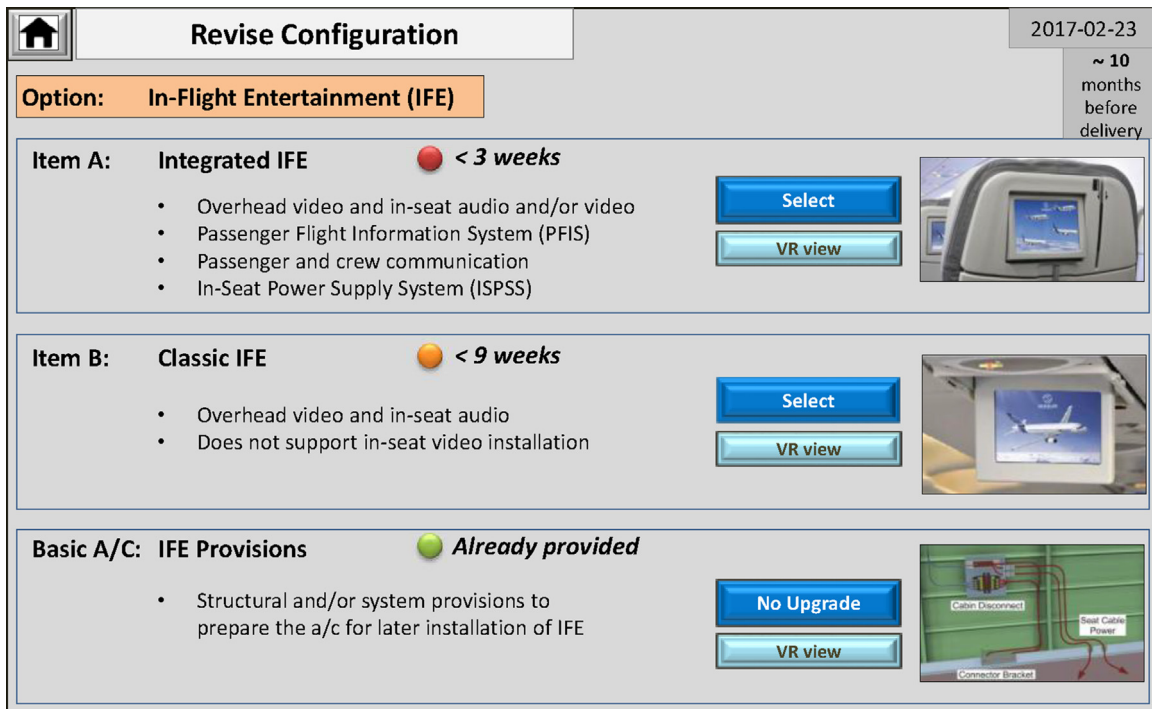 Revise Configuration
2017-02-23
~ 10
months
before
delivery
Option: In-Flight Entertainment (IFE)
Item A: Integrated IFE < 3 weeks
• Overhead video and in-seat audio and/or video
• Passenger Flight Information System (PFIS)
• Passenger and crew communication
• In-Seat Power Supply System (ISPSS)
Select
VR view
Item B: Classic IFE < 9 weeks
• Overhead video and in-seat audio
• Does not support in-seat video installation
Select
VR view
Basic A/C: IFE Provisions Already provided
• Structural and/or system provisions to
prepare the a/c for later installation of IFE
No Upgrade
VR view
Cabin Disconnect
Seat Cable
Power
Connector Bracket